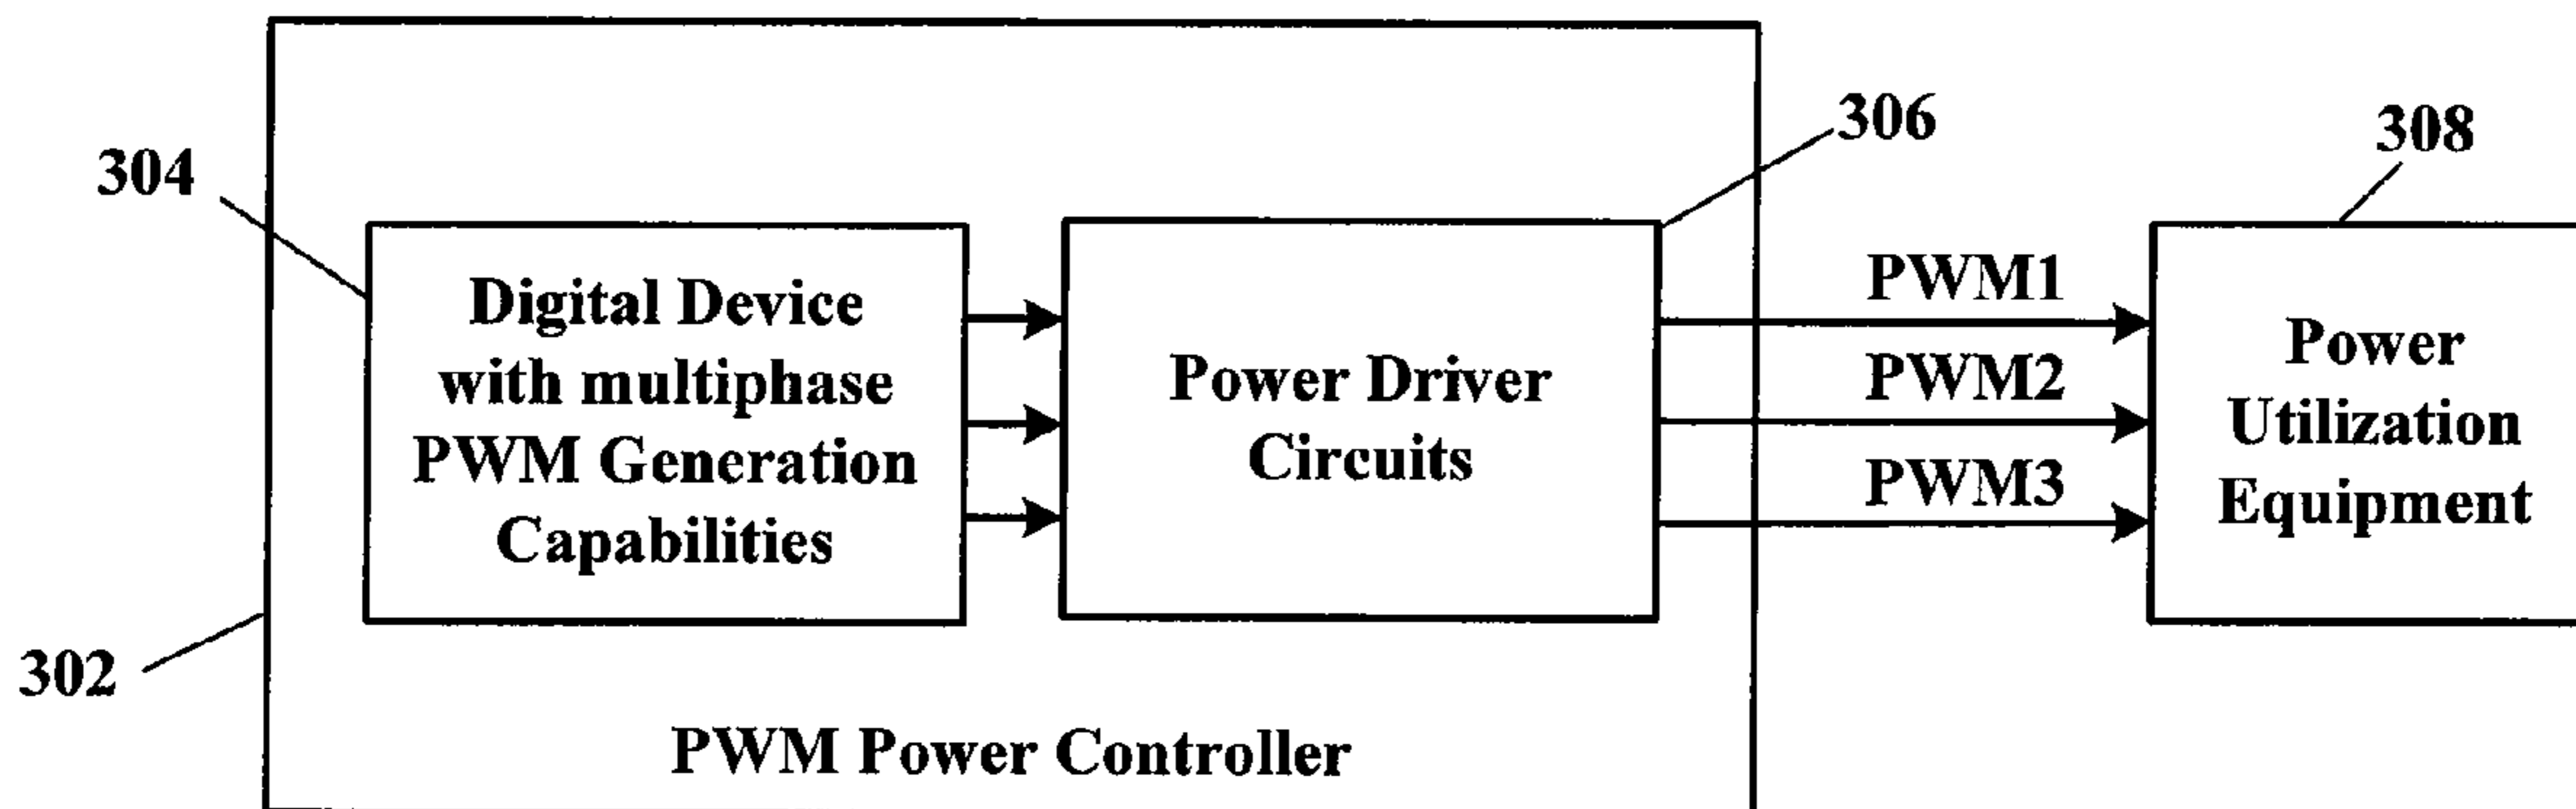 304
306
308
Digital Device
with multiphase
PWM Generation
Capabilities
Power Driver
Circuits
PWM1
PWM2
PWM3
Power
Utilization
Equipment
302
PWM Power Controller